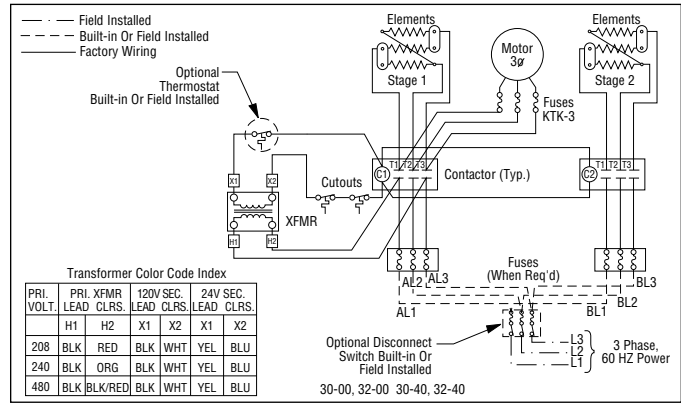 Field Installed
Built-in Or Field Installed
Factory Wiring
Optional
Thermostat
Built-in Or Field Installed
Elements
Stage 1
Motor
3ø
Elements
Stage 2
Fuses
KTK-3
T1 T2 T3
C1
Contactor (Typ.)
C2
T1 T2 T3
X1
X2
Cutouts
XFMR
H1
H2
AL2
AL3
AL1
Fuses
(When Req'd)
BL3
BL2
BL1
Optional Disconnect
Switch Built-in Or
Field Installed
L3
L2
L1
3 Phase,
60 HZ Power
30-00, 32-00 30-40, 32-40
Transformer Color Code Index
PRI. VOLT. PRI. XFMR LEAD CLRS. 120V SEC. LEAD CLRS. 24V SEC. LEAD CLRS.
H1 H2 X1 X2 X1 X2
208 BLK RED BLK WHT YEL BLU
240 BLK ORG BLK WHT YEL BLU
480 BLK BLK/RED BLK WHT YEL BLU